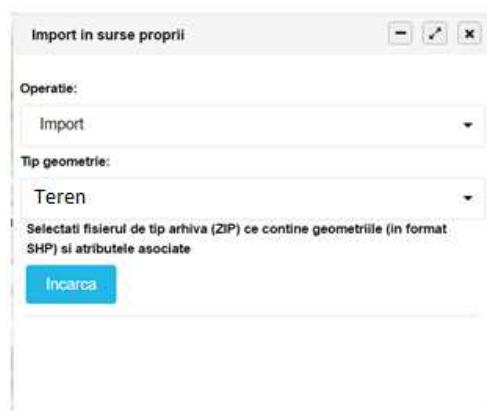 Import in surse proprii
Operatie:
Import
Tip geometrie:
Teren
Selectati fisierul de tip arhiva (ZIP) ce contine geometriile (in format
SHP) si atributele asociate
Incarca